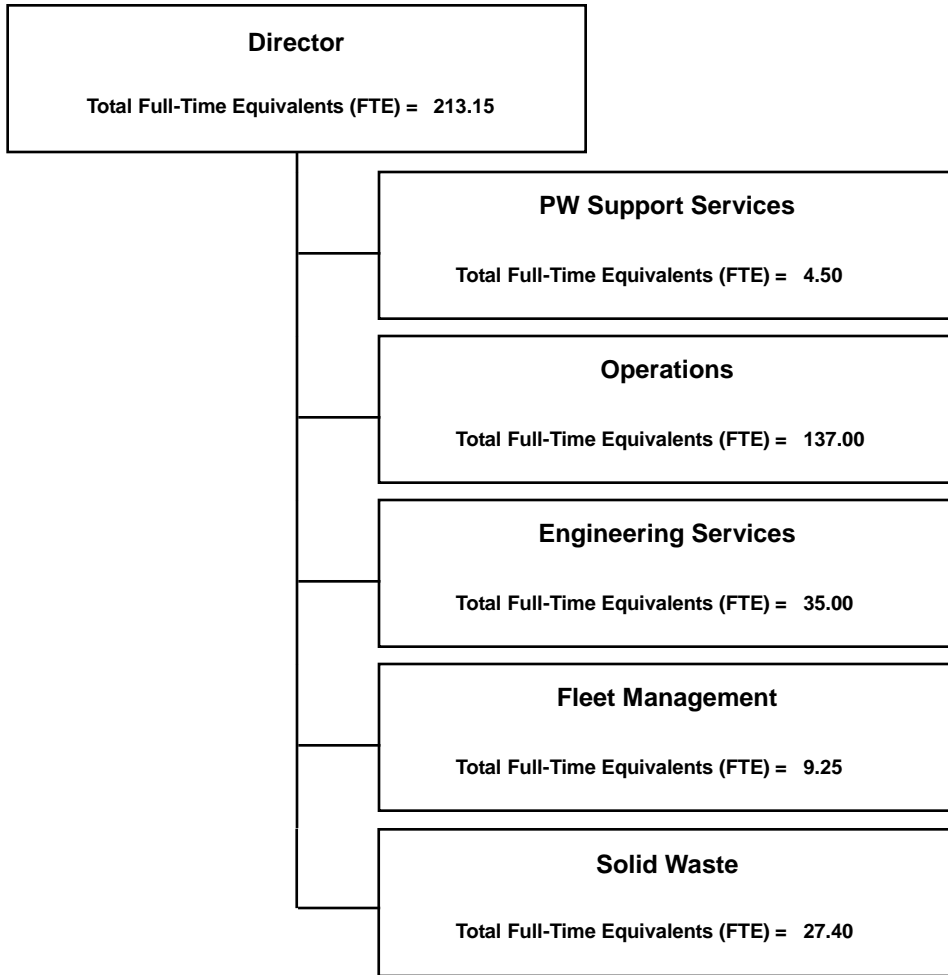 Director
Total Full-Time Equivalents (FTE) = 213.15
PW Support Services
Total Full-Time Equivalents (FTE) = 4.50
Operations
Total Full-Time Equivalents (FTE) = 137.00
Engineering Services
Total Full-Time Equivalents (FTE) = 35.00
Fleet Management
Total Full-Time Equivalents (FTE) = 9.25
Solid Waste
Total Full-Time Equivalents (FTE) = 27.40